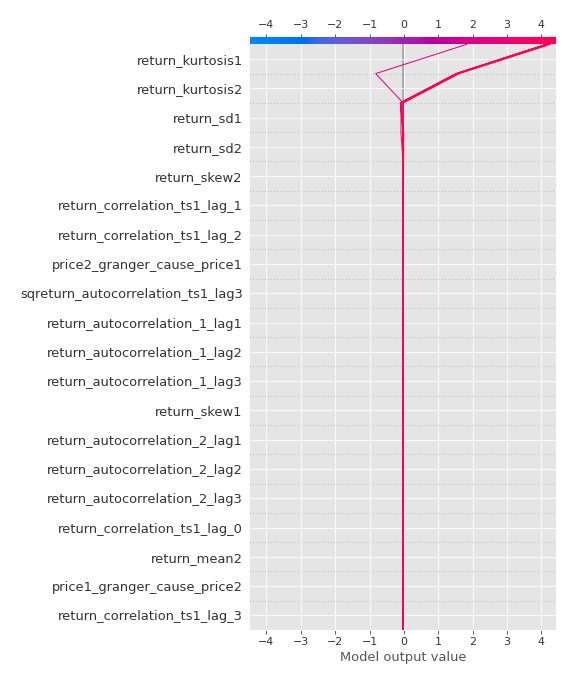 −4 −3 −2 −1 0 1 2 3 4
return_kurtosis1
return_kurtosis2
return_sd1
return_sd2
return_skew2
return_correlation_ts1_lag_1
return_correlation_ts1_lag_2
price2_granger_cause_price1
sqreturn_autocorrelation_ts1_lag3
return_autocorrelation_1_lag1
return_autocorrelation_1_lag2
return_autocorrelation_1_lag3
return_skew1
return_autocorrelation_2_lag1
return_autocorrelation_2_lag2
return_autocorrelation_2_lag3
return_correlation_ts1_lag_0
return_mean2
price1_granger_cause_price2
return_correlation_ts1_lag_3
−4 −3 −2 −1 0 1 2 3 4
Model output value